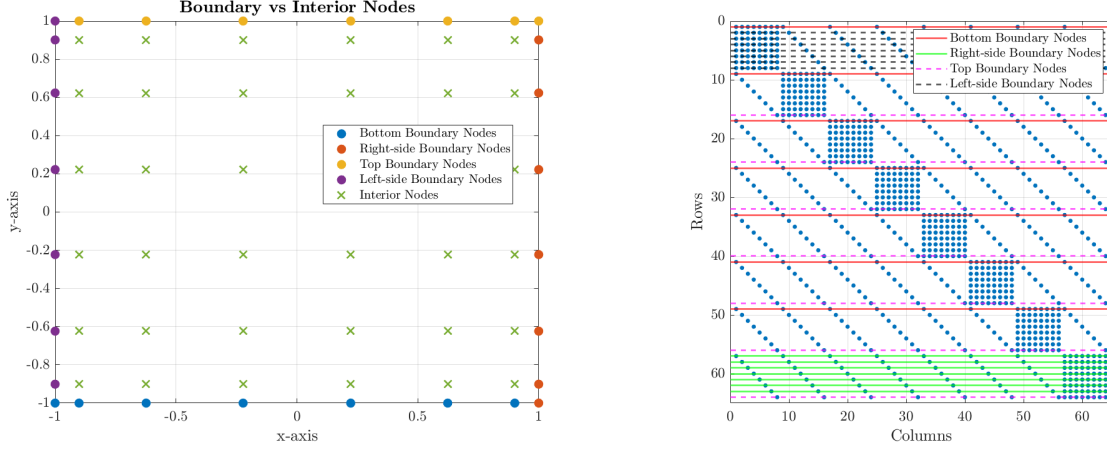 Boundary vs Interior Nodes
1
0.8
0.6
0.4
0.2
0
-0.2
-0.4
-0.6
-0.8
-1
y-axis
-1
-0.5
0
0.5
1
x-axis
Bottom Boundary Nodes
Right-side Boundary Nodes
Top Boundary Nodes
Left-side Boundary Nodes
Interior Nodes
0
10
20
30
40
50
60
Rows
0
10
20
30
40
50
60
Columns
Bottom Boundary Nodes
Right-side Boundary Nodes
Top Boundary Nodes
Left-side Boundary Nodes